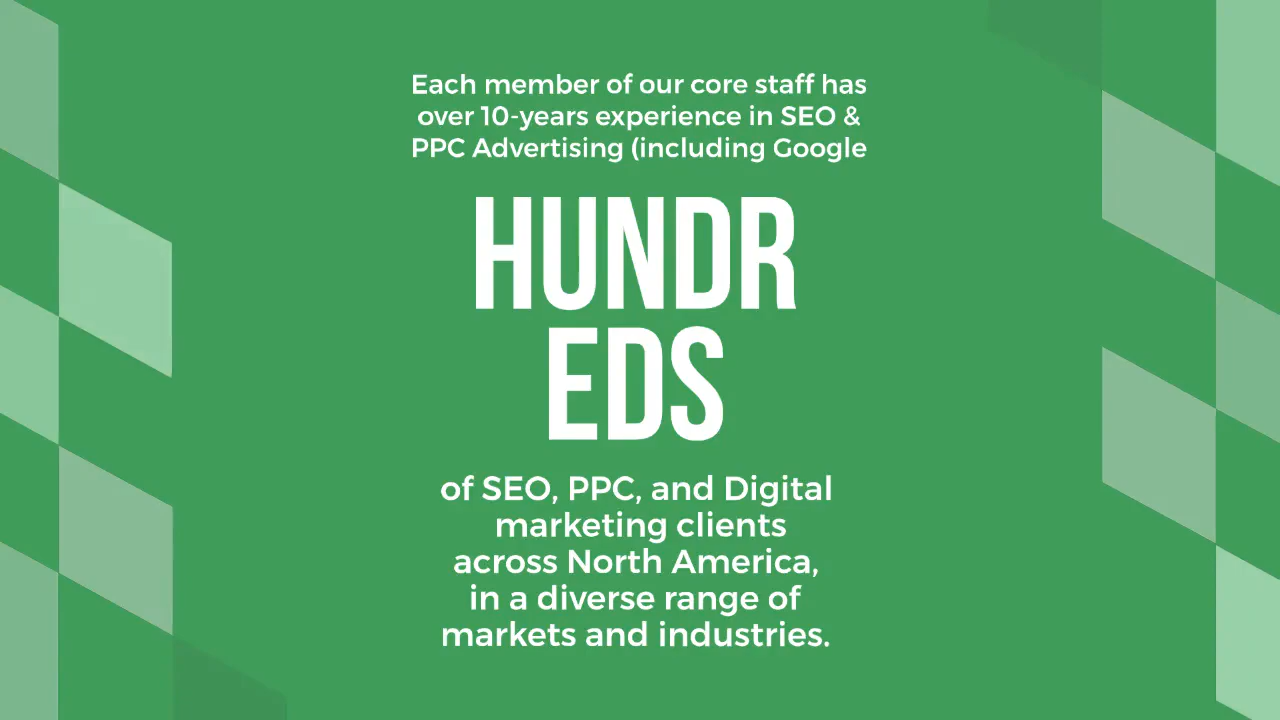 Each member of our core staff has
over 10-years experience in SEO &
PPC Advertising (including Google
HUNDR
EDS
of SEO, PPC, and Digital
marketing clients
across North America,
in a diverse range of
markets and industries.